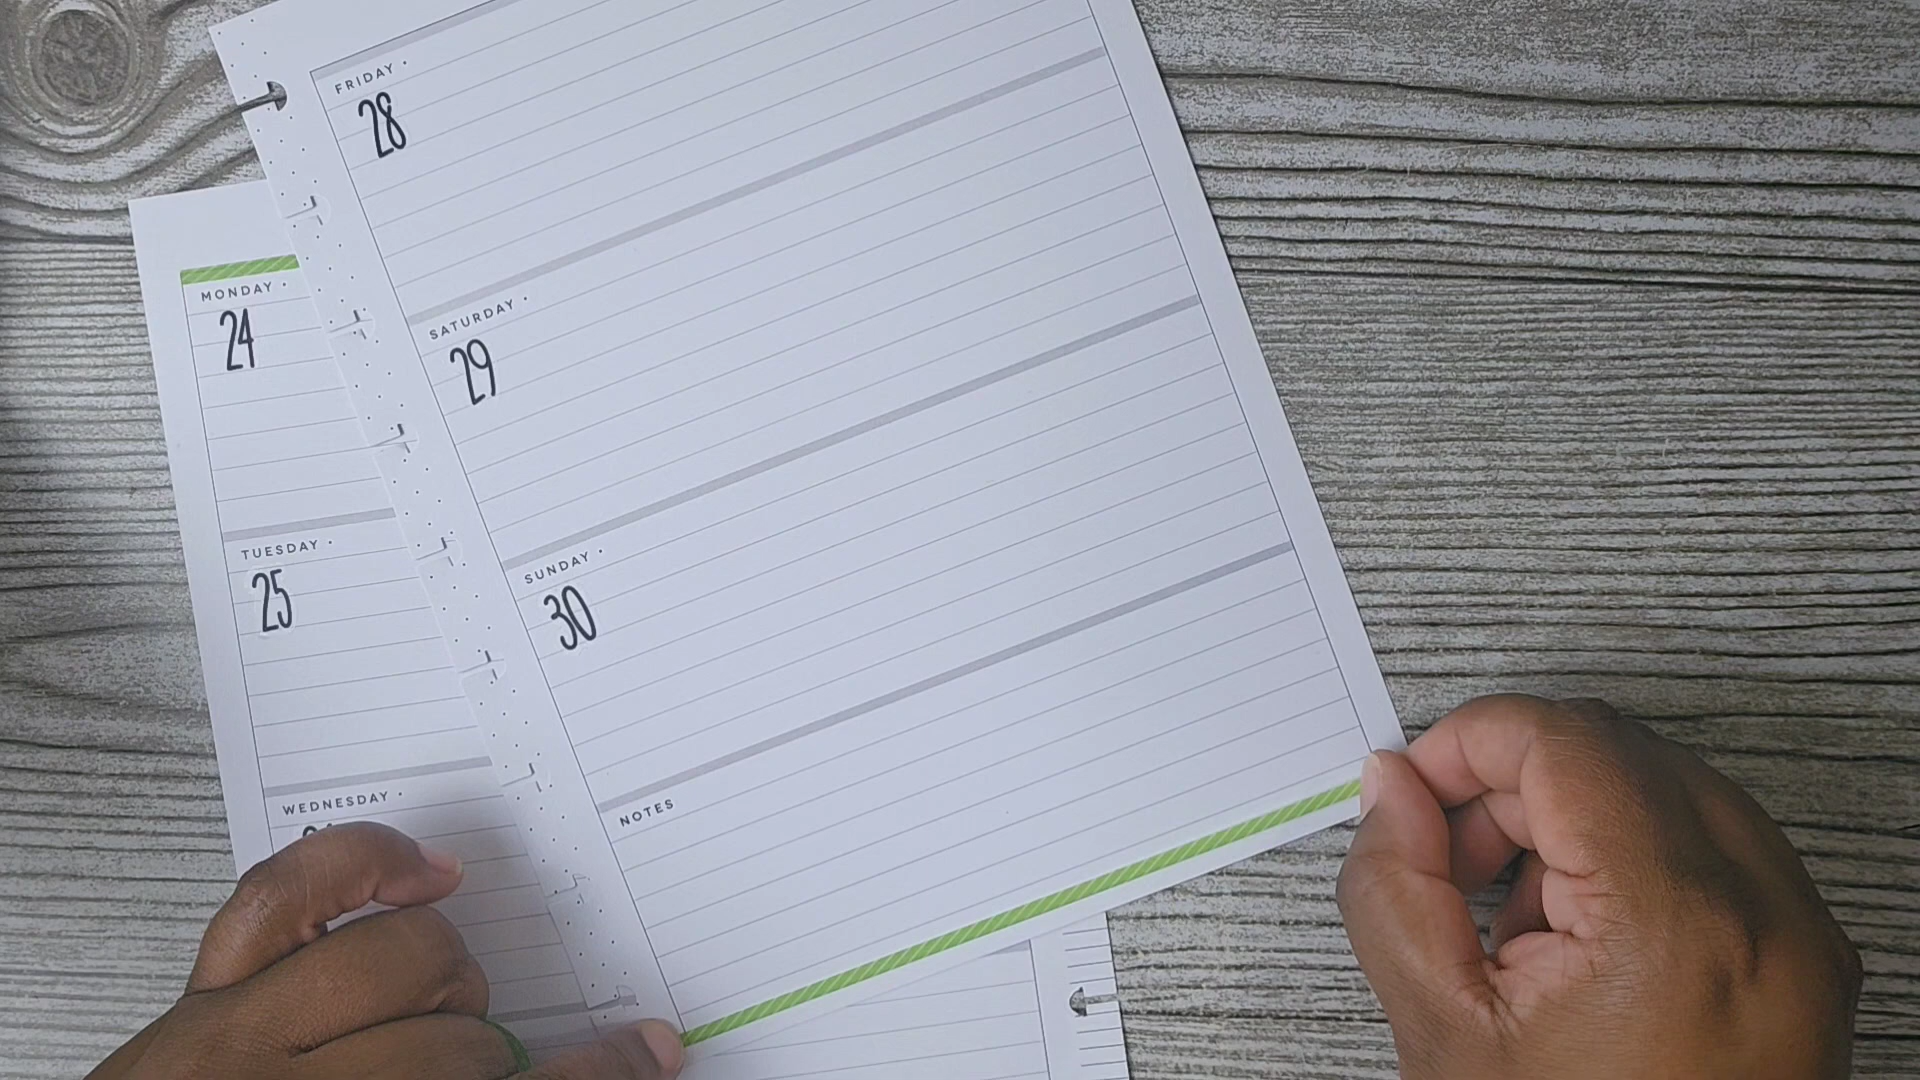 FRIDAY •
28
SATURDAY •
29
SUNDAY •
30
NOTES
MONDAY •
24
TUESDAY •
25
WEDNESDAY •